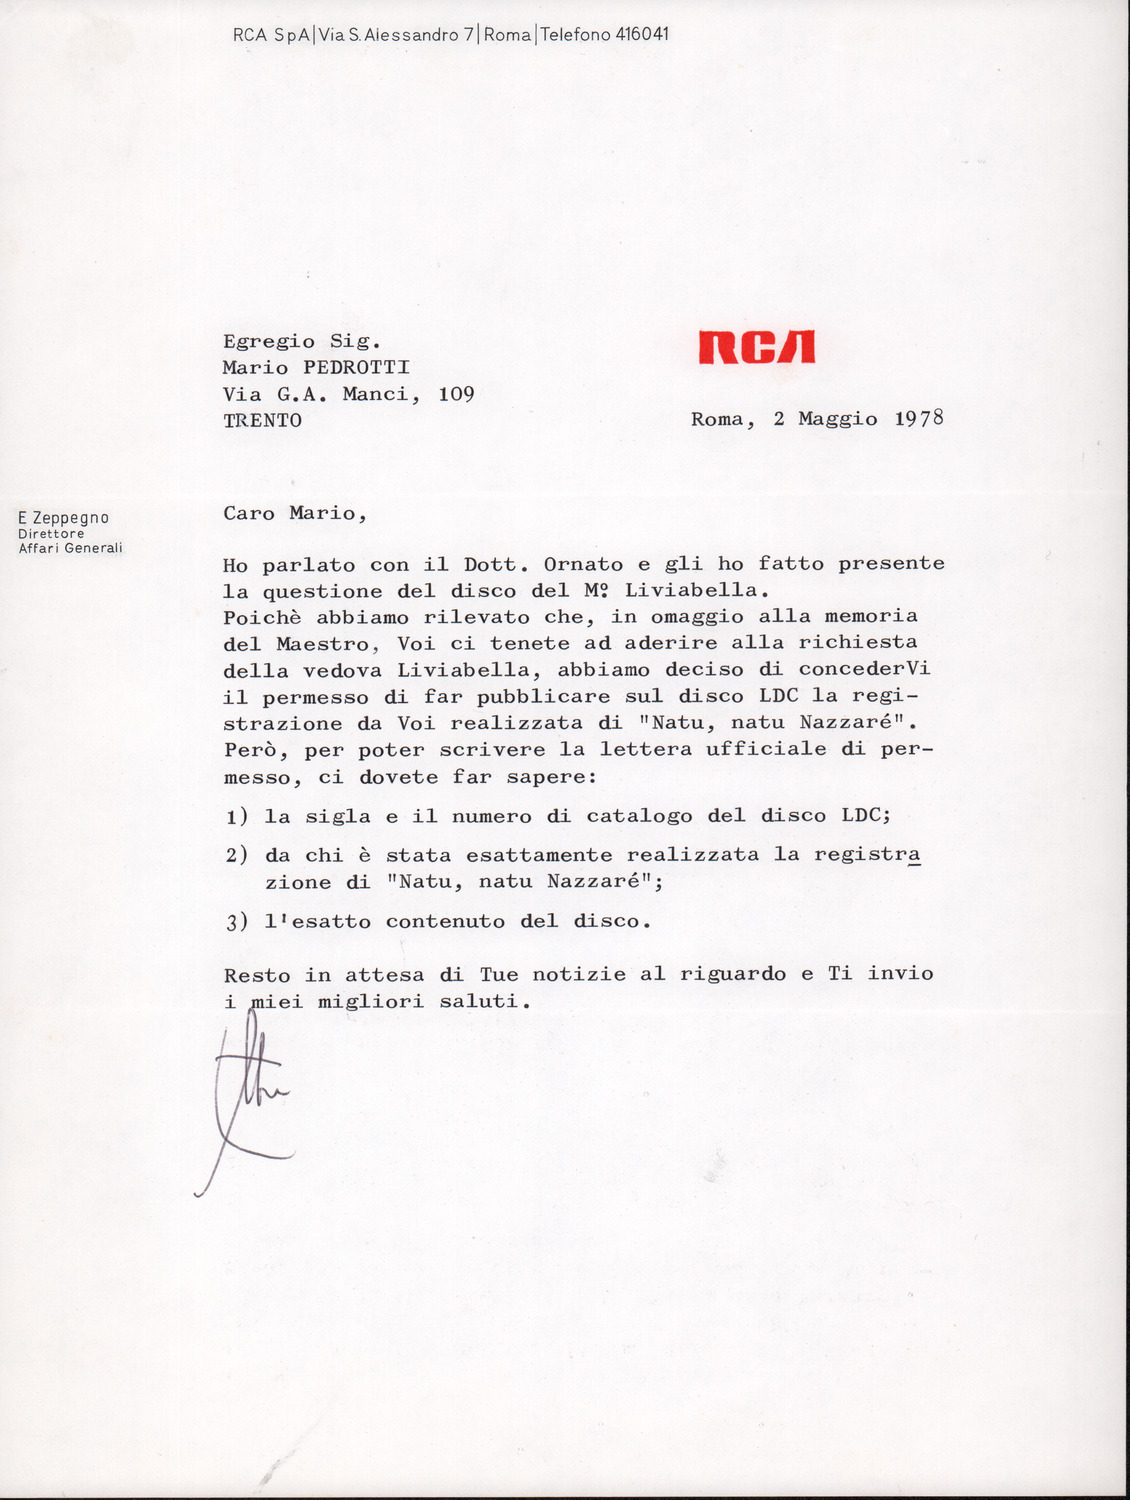 RCA SpA|Via S. Alessandro 7|Roma|Telefono 416041
Egregio Sig.
Mario PEDROTTI
Via G.A. Manci, 109
TRENTO
RCA
Roma, 2 Maggio 1978
E Zeppegno
Direttore
Affari Generali
Caro Mario,
Ho parlato con il Dott. Ornato e gli ho fatto presente
la questione del disco del M° Liviabella.
Poichè abbiamo rilevato che, in omaggio alla memoria
del Maestro, Voi ci tenete ad aderire alla richiesta
della vedova Liviabella, abbiamo deciso di concederVi
il permesso di far pubblicare sul disco LDC la regi-
strazione da Voi realizzata di "Natu, natu Nazzaré".
Però, per poter scrivere la lettera ufficiale di per-
messo, ci dovete far sapere:
1) la sigla e il numero di catalogo del disco LDC;
2) da chi è stata esattamente realizzata la registra
zione di "Natu, natu Nazzaré";
3) l'esatto contenuto del disco.
Resto in attesa di Tue notizie al riguardo e Ti invio
i miei migliori saluti.